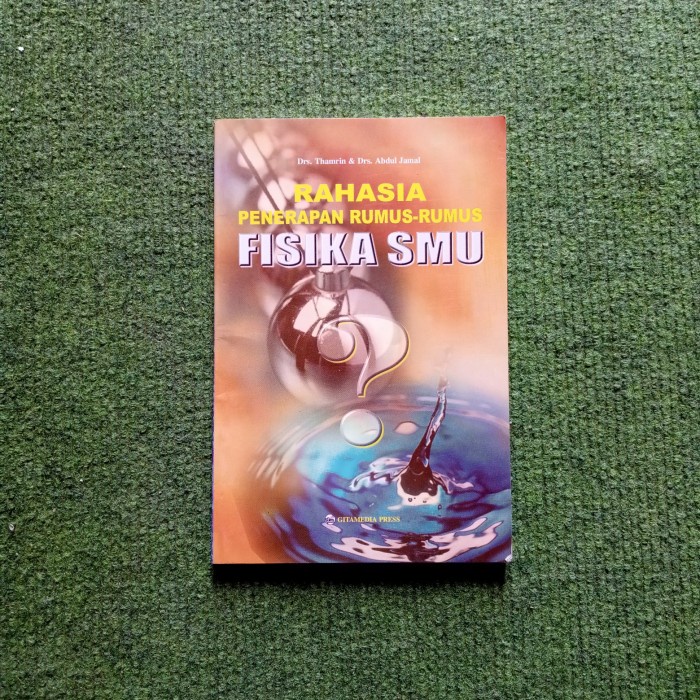 Drs. Thamrin & Drs. Abdul Jamal
RAHASIA
PENERAPAN RUMUS-RUMUS
FISIKA SMU
?
GITAMEDIA PRESS